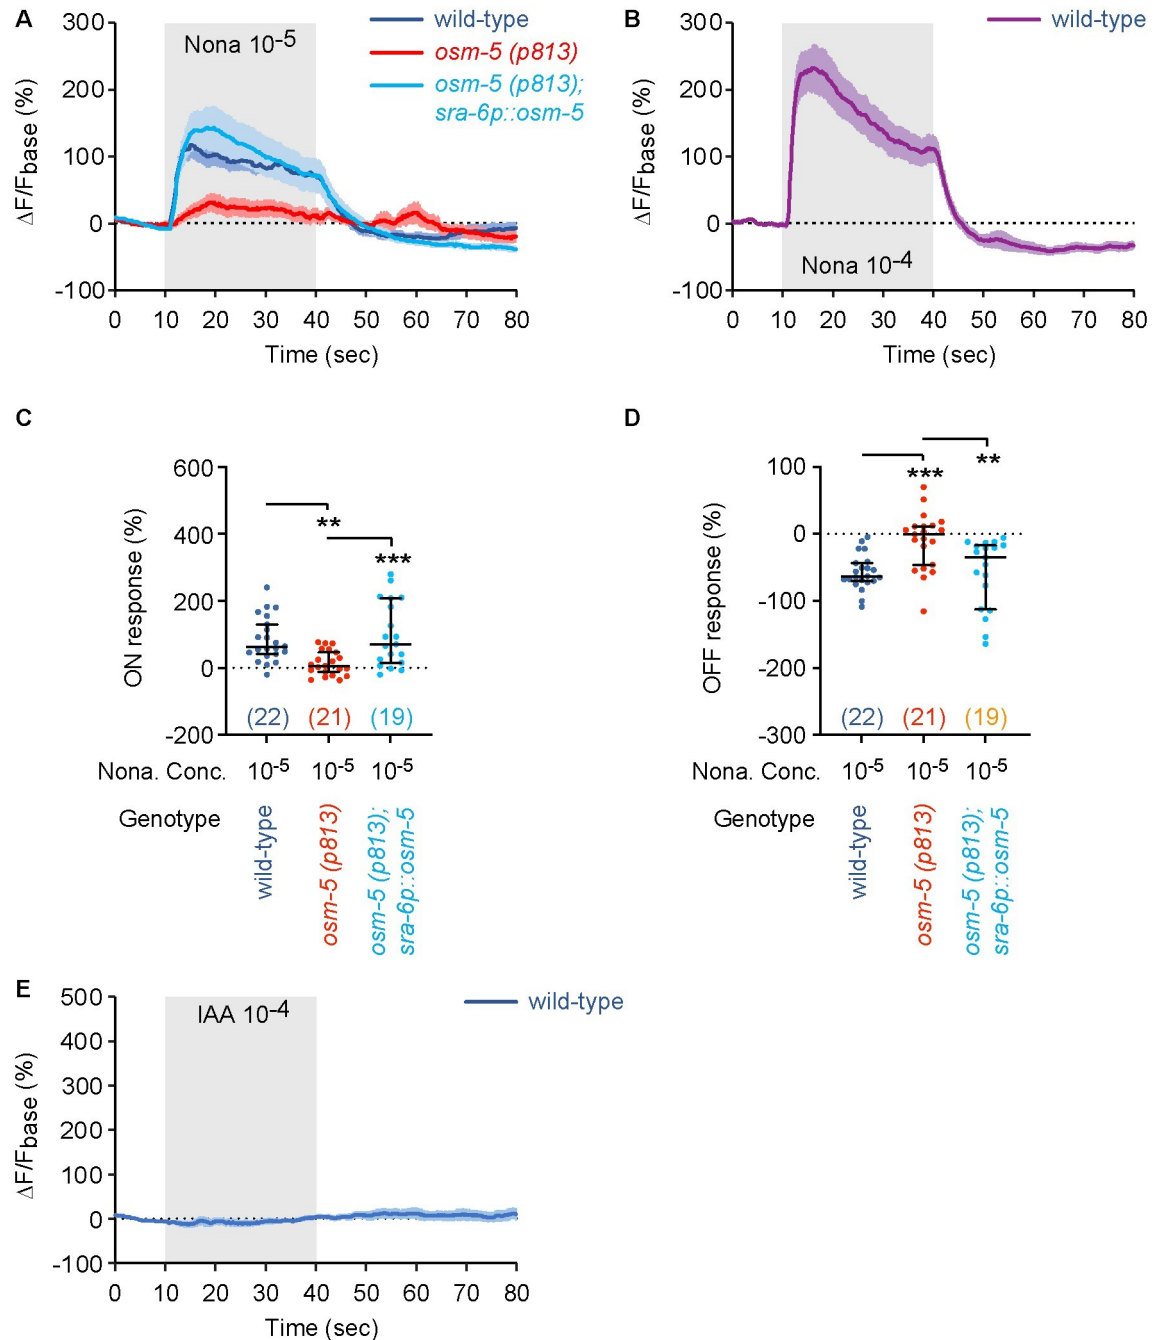 A
300
200
100
0
-100
ΔF/Fbase (%)
Nona 10-5
wild-type
osm-5 (p813)
osm-5 (p813);
sra-6p::osm-5
0 10 20 30 40 50 60 70 80
Time (sec)
B
300
200
100
0
-100
ΔF/Fbase (%)
wild-type
Nona 10-4
0 10 20 30 40 50 60 70 80
Time (sec)
C
600
400
200
0
-200
ON response (%)
**
***
(22) (21) (19)
Nona. Conc. 10-5 10-5 10-5
Genotype
wild-type
osm-5 (p813)
osm-5 (p813);
sra-6p::osm-5
D
100
0
-100
-200
-300
OFF response (%)
***
**
(22) (21) (19)
Nona. Conc. 10-5 10-5 10-5
Genotype
wild-type
osm-5 (p813)
osm-5 (p813);
sra-6p::osm-5
E
500
400
300
200
100
0
-100
ΔF/Fbase (%)
IAA 10-4
wild-type
0 10 20 30 40 50 60 70 80
Time (sec)